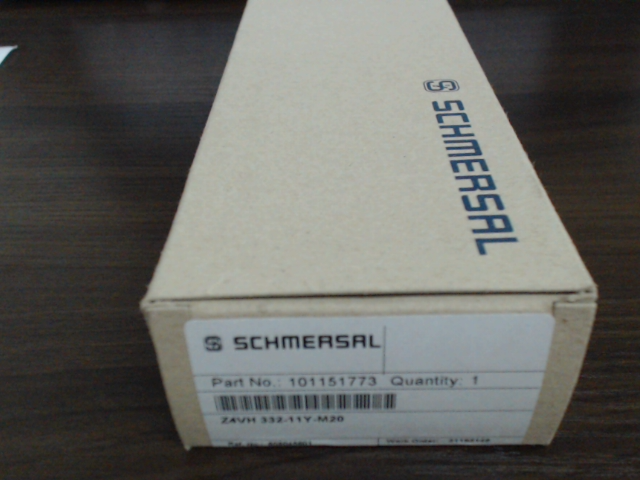 SCHMERSAL
SCHMERSAL
Part No.: 101151773 Quantity: 1
Z4VH 332-11Y-M20